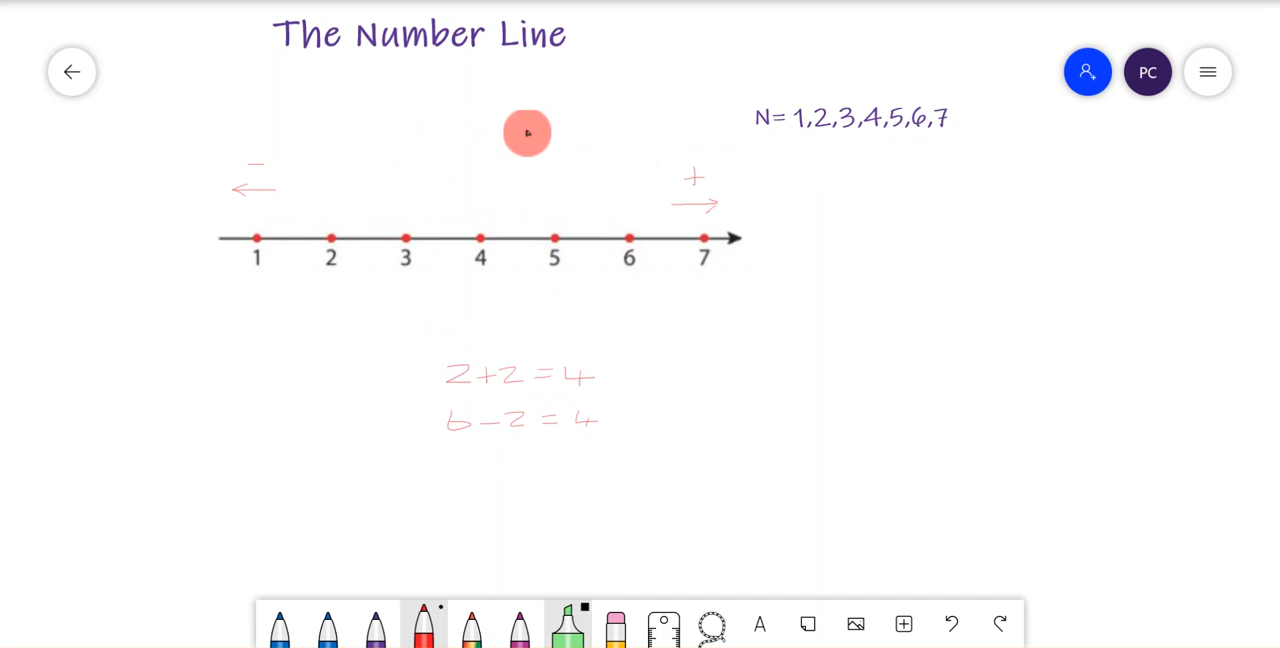 The Number Line
PC
N= 1,2,3,4,5,6,7
−
+
1 2 3 4 5 6 7
2+2=4
6−2=4
A